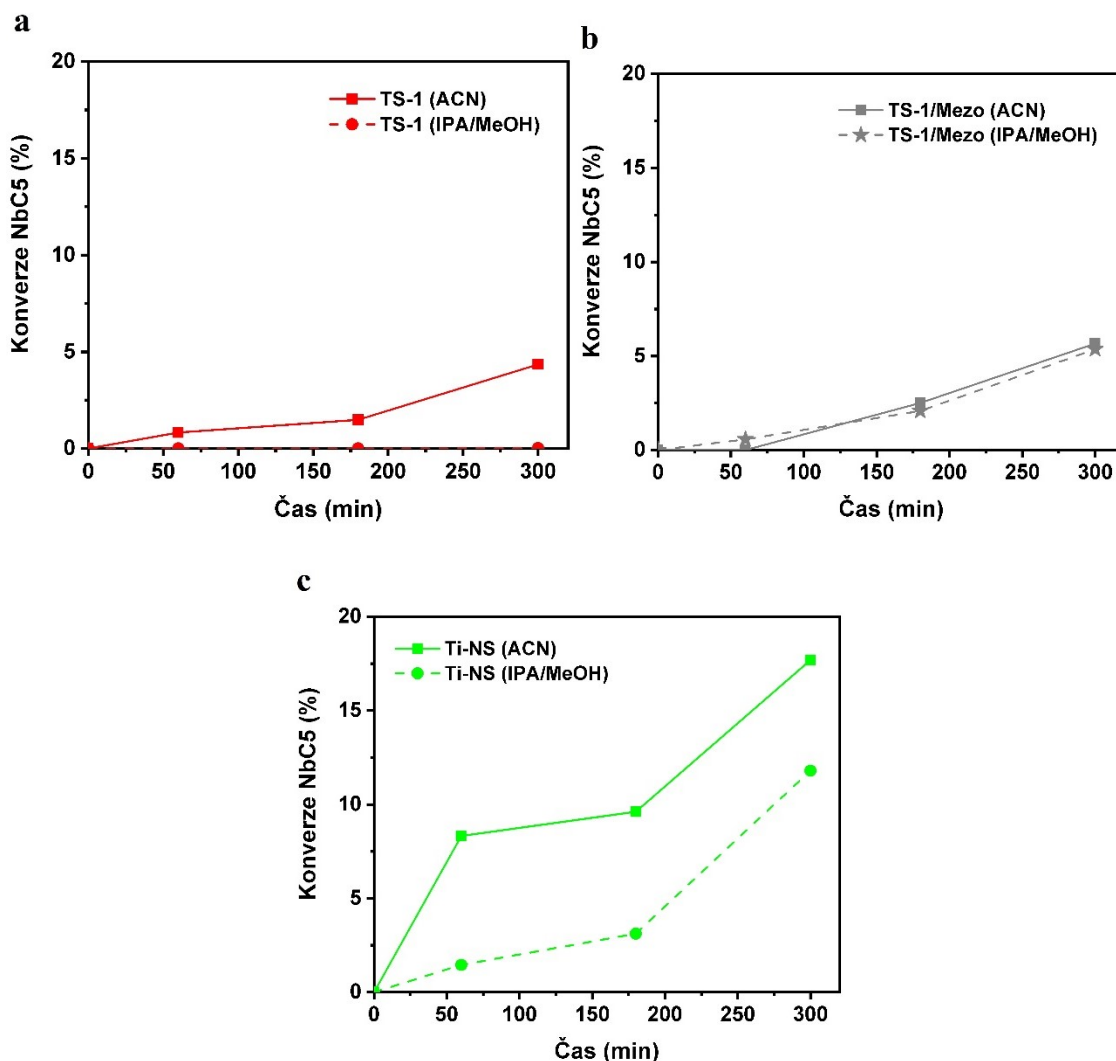 a
20
15
10
5
0
Konverze NbC5 (%)
TS-1 (ACN)
TS-1 (IPA/MeOH)
0 50 100 150 200 250 300
Čas (min)
b
20
15
10
5
0
Konverze NbC5 (%)
TS-1/Mezo (ACN)
TS-1/Mezo (IPA/MeOH)
0 50 100 150 200 250 300
Čas (min)
c
20
15
10
5
0
Konverze NbC5 (%)
Ti-NS (ACN)
Ti-NS (IPA/MeOH)
0 50 100 150 200 250 300
Čas (min)